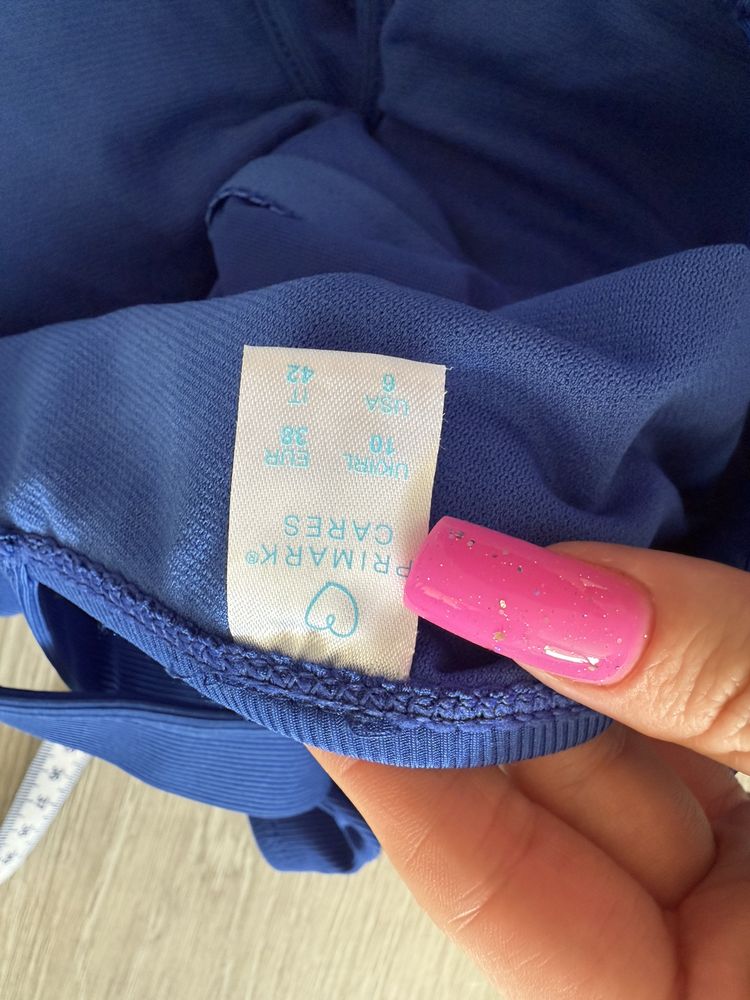 PRIMARK®
CARES
UK/IRL EUR
10 38
USA IT
6 42